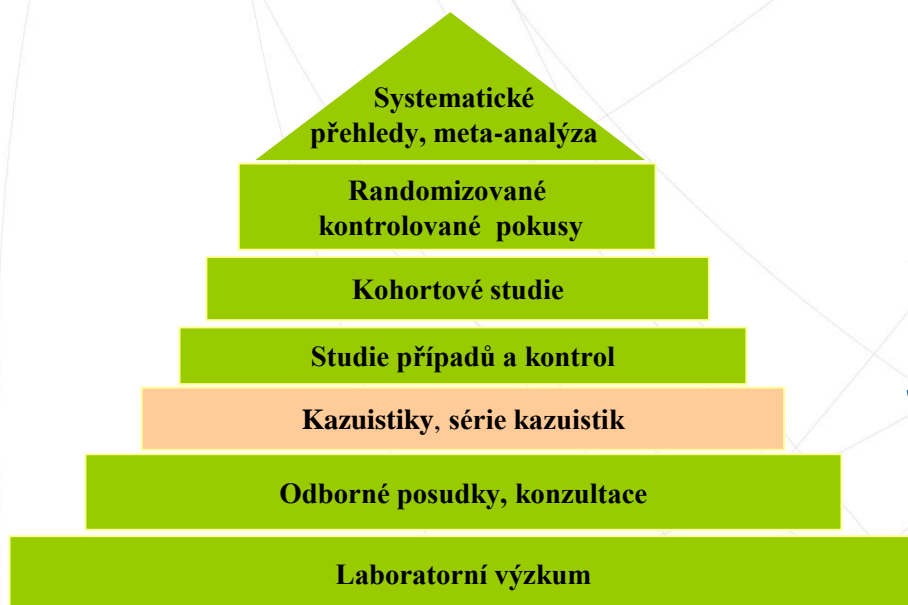 Systematické
přehledy, meta-analýza
Randomizované
kontrolované pokusy
Kohortové studie
Studie případů a kontrol
Kazuistiky, série kazuistik
Odborné posudky, konzultace
Laboratorní výzkum